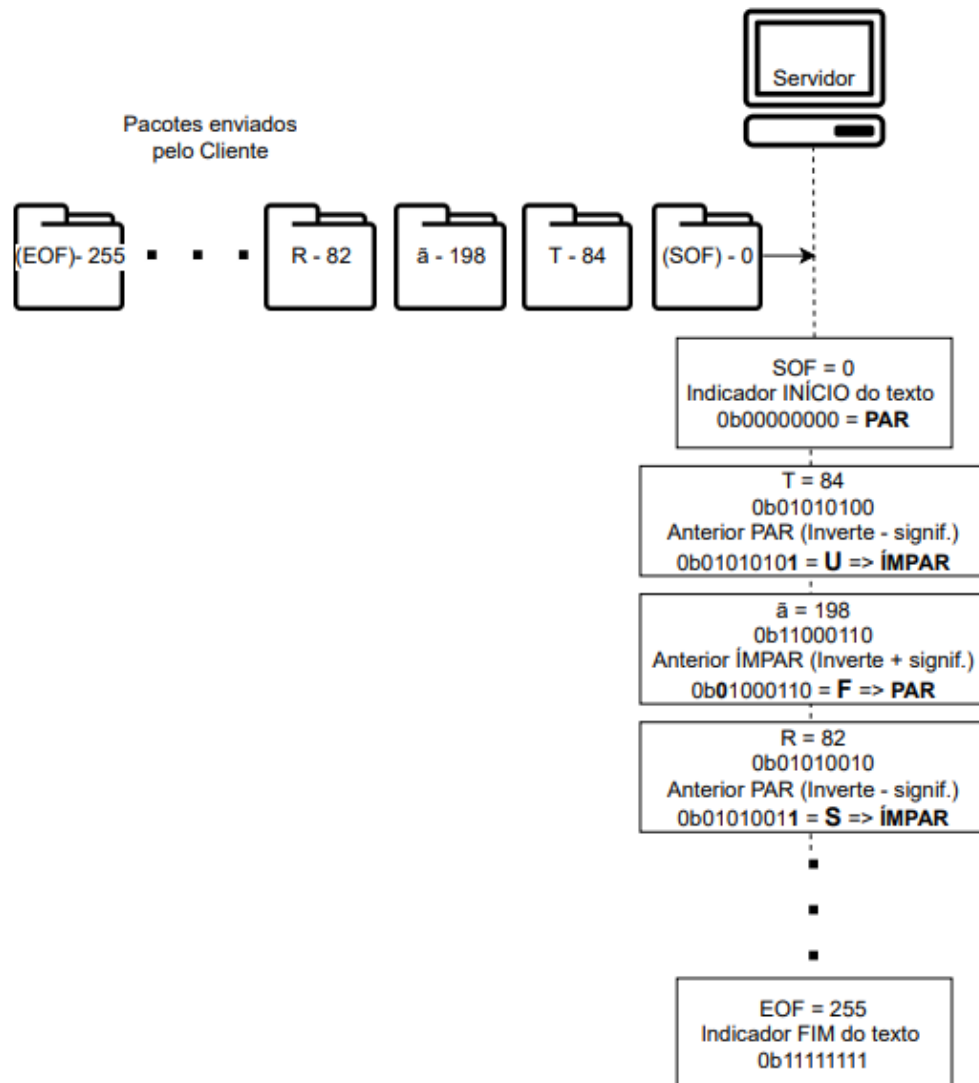 Servidor
Pacotes enviados
pelo Cliente
(EOF)- 255
R - 82
ã - 198
T - 84
(SOF) - 0
SOF = 0
Indicador INÍCIO do texto
0b00000000 = PAR
T = 84
0b01010100
Anterior PAR (Inverte - signif.)
0b01010101 = U => ÍMPAR
ã = 198
0b11000110
Anterior ÍMPAR (Inverte + signif.)
0b01000110 = F => PAR
R = 82
0b01010010
Anterior PAR (Inverte - signif.)
0b01010011 = S => ÍMPAR
EOF = 255
Indicador FIM do texto
0b11111111